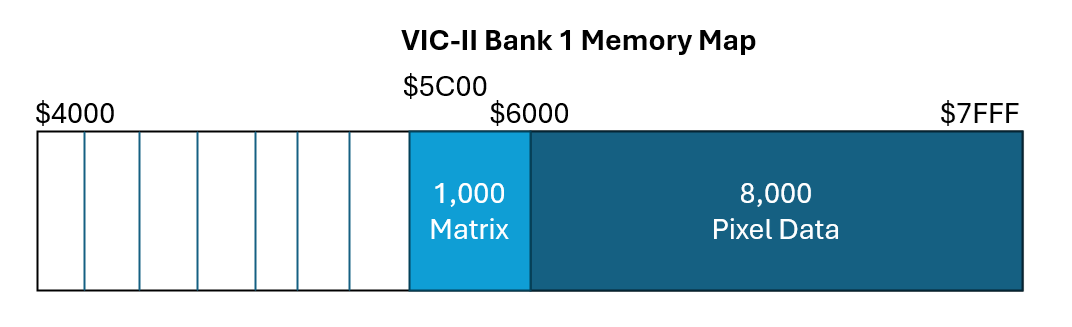 VIC-II Bank 1 Memory Map
$5C00
$4000
$6000
$7FFF
1,000
Matrix
8,000
Pixel Data